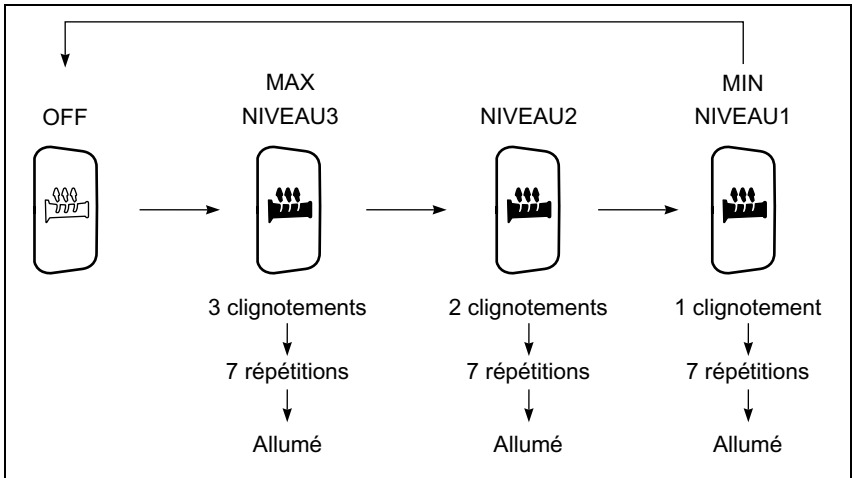 MAX
MIN
OFF
NIVEAU3
NIVEAU2
NIVEAU1
3 clignotements
2 clignotements
1 clignotement
7 répétitions
7 répétitions
7 répétitions
Allumé
Allumé
Allumé